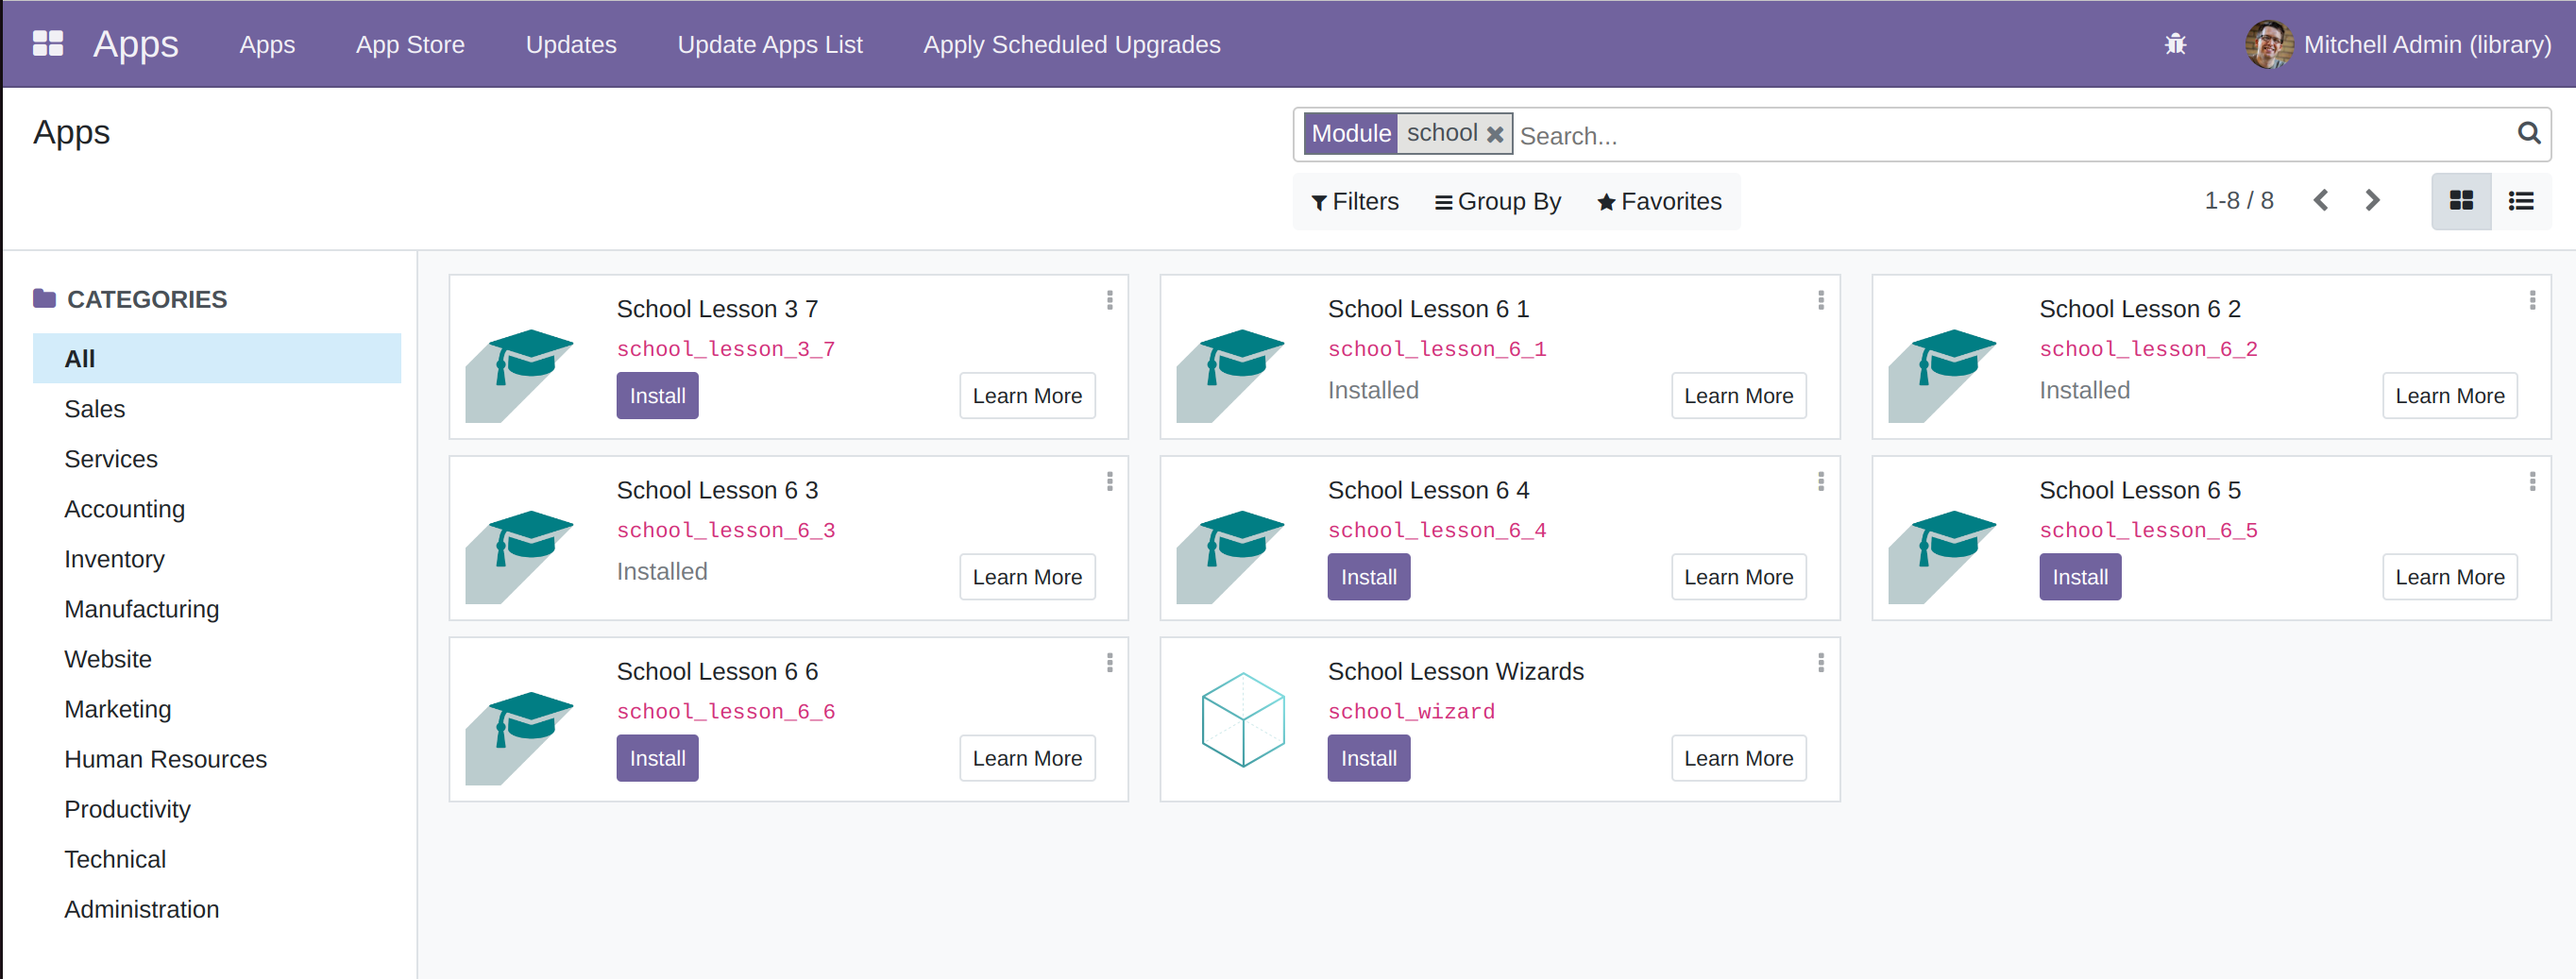 Apps Apps App Store Updates Update Apps List Apply Scheduled Upgrades Mitchell Admin (library)
Apps
Module school Search...
Filters Group By Favorites 1-8 / 8
CATEGORIES
All
Sales
Services
Accounting
Inventory
Manufacturing
Website
Marketing
Human Resources
Productivity
Technical
Administration
School Lesson 3 7
school_lesson_3_7
Install Learn More
School Lesson 6 1
school_lesson_6_1
Installed Learn More
School Lesson 6 2
school_lesson_6_2
Installed Learn More
School Lesson 6 3
school_lesson_6_3
Installed Learn More
School Lesson 6 4
school_lesson_6_4
Install Learn More
School Lesson 6 5
school_lesson_6_5
Install Learn More
School Lesson 6 6
school_lesson_6_6
Install Learn More
School Lesson Wizards
school_wizard
Install Learn More